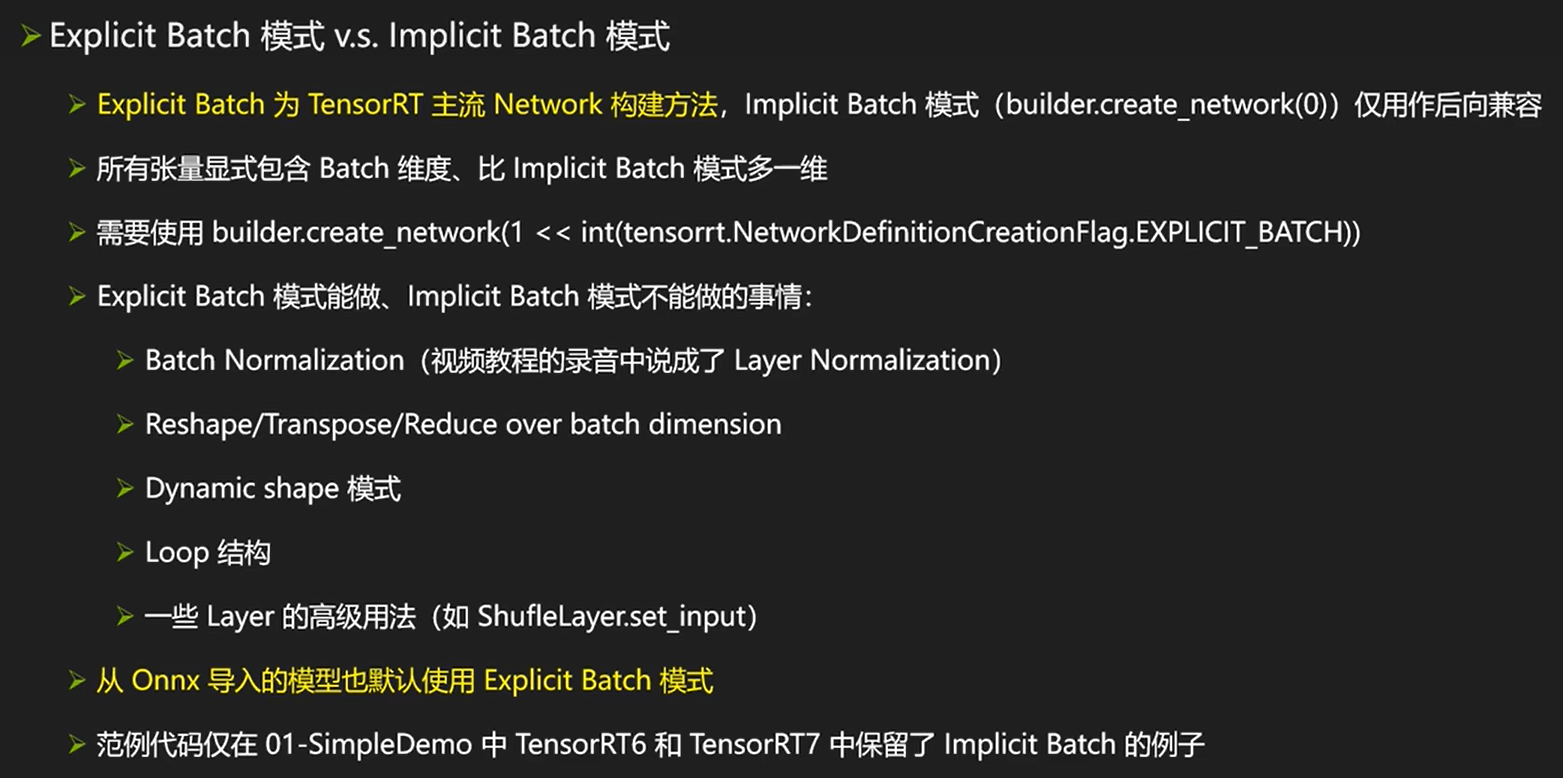 Explicit Batch 模式 v.s. Implicit Batch 模式
Explicit Batch 为 TensorRT 主流 Network 构建方法，Implicit Batch 模式（builder.create_network(0)）仅用作后向兼容
所有张量显式包含 Batch 维度、比 Implicit Batch 模式多一维
需要使用 builder.create_network(1 << int(tensorrt.NetworkDefinitionCreationFlag.EXPLICIT_BATCH))
Explicit Batch 模式能做、Implicit Batch 模式不能做的事情：
Batch Normalization（视频教程的录音中说成了 Layer Normalization）
Reshape/Transpose/Reduce over batch dimension
Dynamic shape 模式
Loop 结构
一些 Layer 的高级用法（如 ShufleLayer.set_input）
从 Onnx 导入的模型也默认使用 Explicit Batch 模式
范例代码仅在 01-SimpleDemo 中 TensorRT6 和 TensorRT7 中保留了 Implicit Batch 的例子